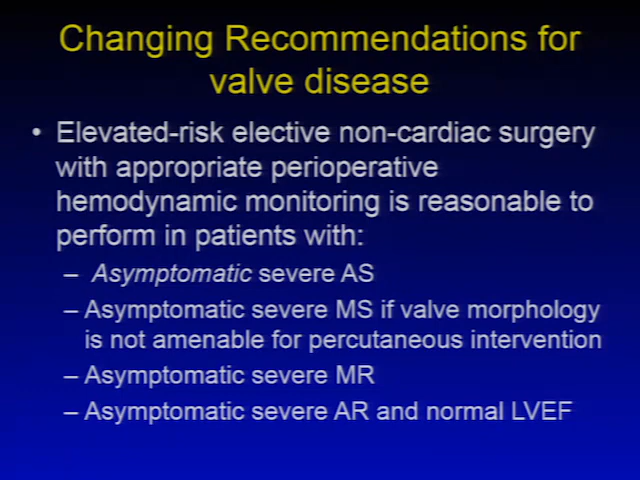 Changing Recommendations for
valve disease
• Elevated-risk elective non-cardiac surgery
with appropriate perioperative
hemodynamic monitoring is reasonable to
perform in patients with:
– Asymptomatic severe AS
– Asymptomatic severe MS if valve morphology
is not amenable for percutaneous intervention
– Asymptomatic severe MR
– Asymptomatic severe AR and normal LVEF